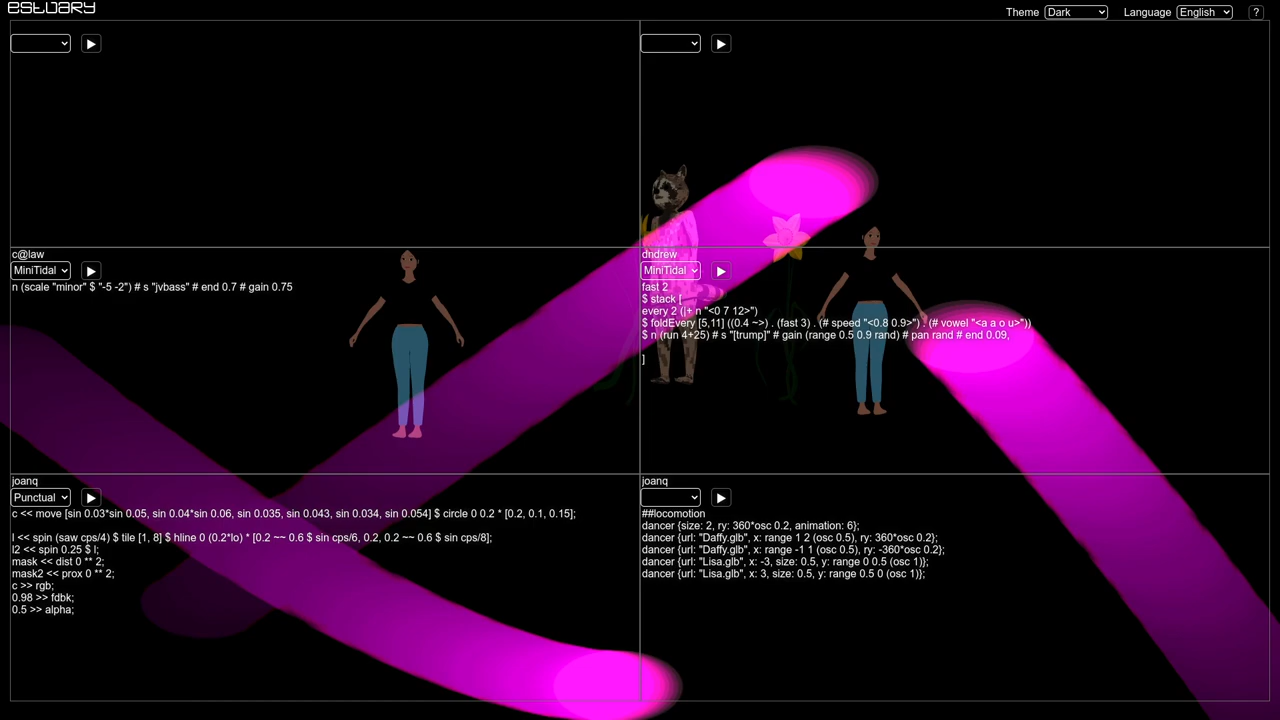 estuary
Theme Dark Language English ?
c@law
MiniTidal
n (scale "minor" $ "-5 -2") # s "jvbass" # end 0.7 # gain 0.75
dndrew
MiniTidal
fast 2
$ stack [
every 2 (|+ n "<0 7 12>")
$ foldEvery [5,11] ((0.4 ~>) . (fast 3) . (# speed "<0.8 0.9>") . (# vowel "<a a o u>"))
$ n (run 4+25) # s "[trump]" # gain (range 0.5 0.9 rand) # pan rand # end 0.09,
]
joanq
Punctual
c << move [sin 0.03*sin 0.05, sin 0.04*sin 0.06, sin 0.035, sin 0.043, sin 0.034, sin 0.054] $ circle 0 0.2 * [0.2, 0.1, 0.15];
l << spin (saw cps/4) $ tile [1, 8] $ hline 0 (0.2*lo) * [0.2 ~~ 0.6 $ sin cps/6, 0.2, 0.2 ~~ 0.6 $ sin cps/8];
l2 << spin 0.25 $ l;
mask << dist 0 ** 2;
mask2 << prox 0 ** 2;
c >> rgb;
0.98 >> fdbk;
0.5 >> alpha;
joanq
##locomotion
dancer {size: 2, ry: 360*osc 0.2, animation: 6};
dancer {url: "Daffy.glb", x: range 1 2 (osc 0.5), ry: 360*osc 0.2};
dancer {url: "Daffy.glb", x: range -1 1 (osc 0.5), ry: -360*osc 0.2};
dancer {url: "Lisa.glb", x: -3, size: 0.5, y: range 0 0.5 (osc 1)};
dancer {url: "Lisa.glb", x: 3, size: 0.5, y: range 0.5 0 (osc 1)};